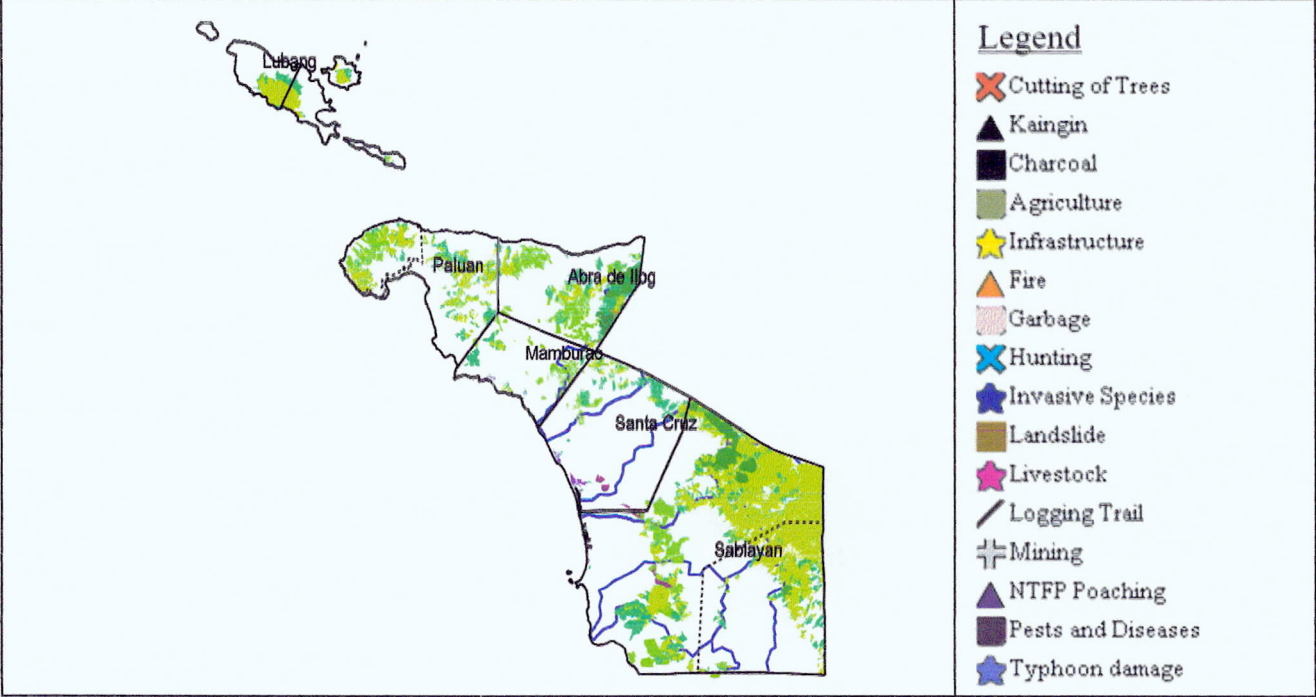 Lubang
Paluan
Abra de Ilog
Mamburao
Santa Cruz
Sablayan
Legend
Cutting of Trees
Kaingin
Charcoal
Agriculture
Infrastructure
Fire
Garbage
Hunting
Invasive Species
Landslide
Livestock
Logging Trail
Mining
NTFP Poaching
Pests and Diseases
Typhoon damage